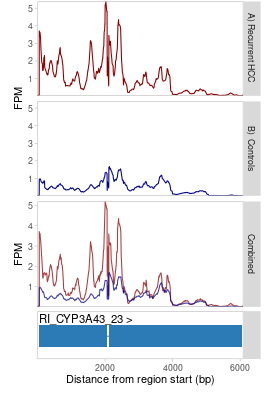 5
4
3
2
1
FPM
A) Recurrent HCC
5
4
3
2
1
B) Controls
5
4
3
2
1
FPM
Combined
RI_CYP3A43_23 >
0
2000
4000
6000
Distance from region start (bp)